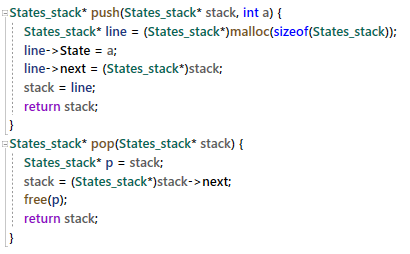 States_stack* push(States_stack* stack, int a) {
States_stack* line = (States_stack*)malloc(sizeof(States_stack));
line->State = a;
line->next = (States_stack*)stack;
stack = line;
return stack;
}
States_stack* pop(States_stack* stack) {
States_stack* p = stack;
stack = (States_stack*)stack->next;
free(p);
return stack;
}